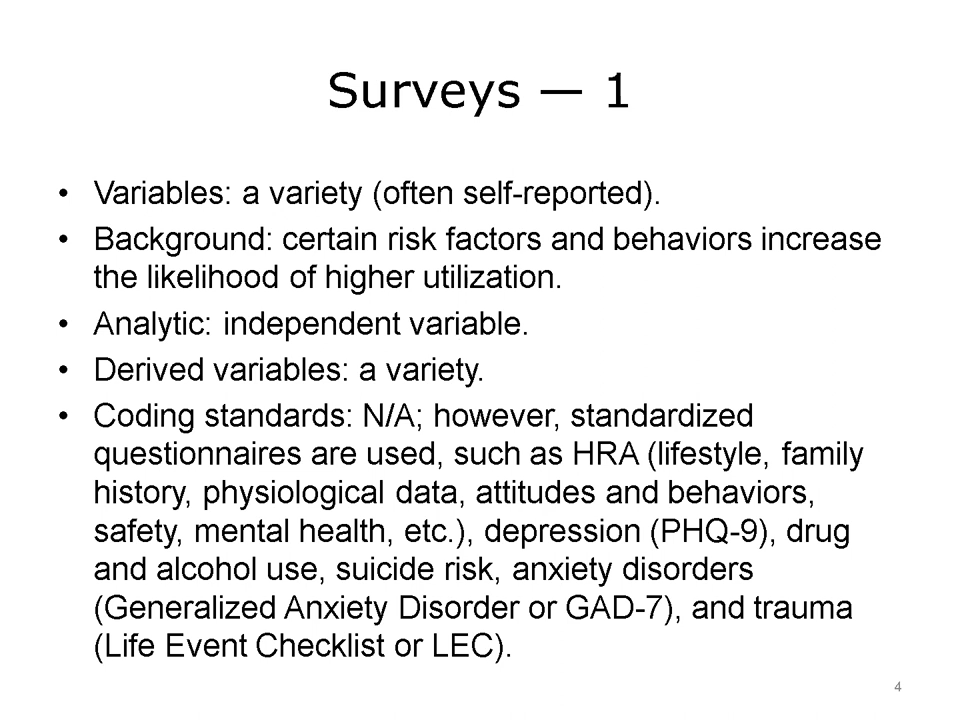 Surveys — 1
• Variables: a variety (often self-reported).
• Background: certain risk factors and behaviors increase
the likelihood of higher utilization.
• Analytic: independent variable.
• Derived variables: a variety.
• Coding standards: N/A; however, standardized
questionnaires are used, such as HRA (lifestyle, family
history, physiological data, attitudes and behaviors,
safety, mental health, etc.), depression (PHQ-9), drug
and alcohol use, suicide risk, anxiety disorders
(Generalized Anxiety Disorder or GAD-7), and trauma
(Life Event Checklist or LEC).
4